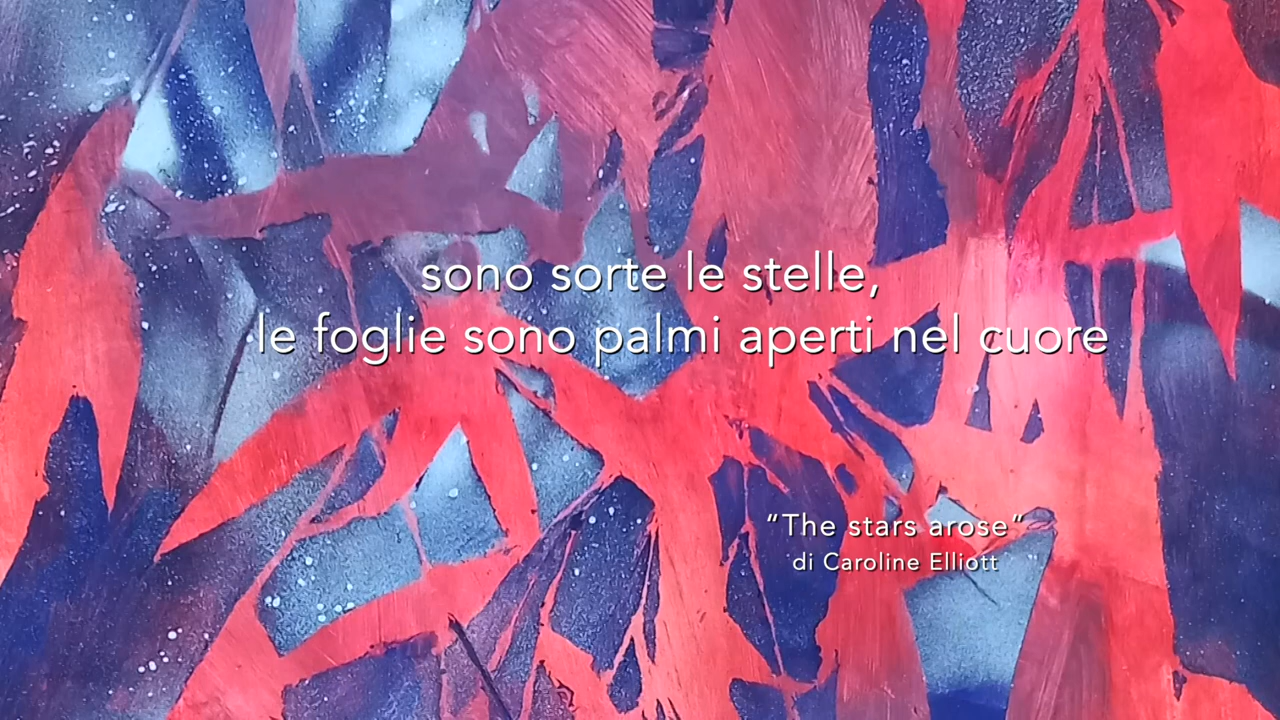 sono sorte le stelle,
le foglie sono palmi aperti nel cuore
“The stars arose”
di Caroline Elliott